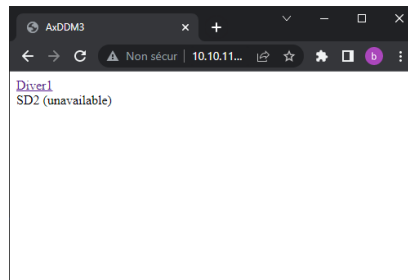 AxDDM3
Non sécur 10.10.11...
b
Diver1
SD2 (unavailable)